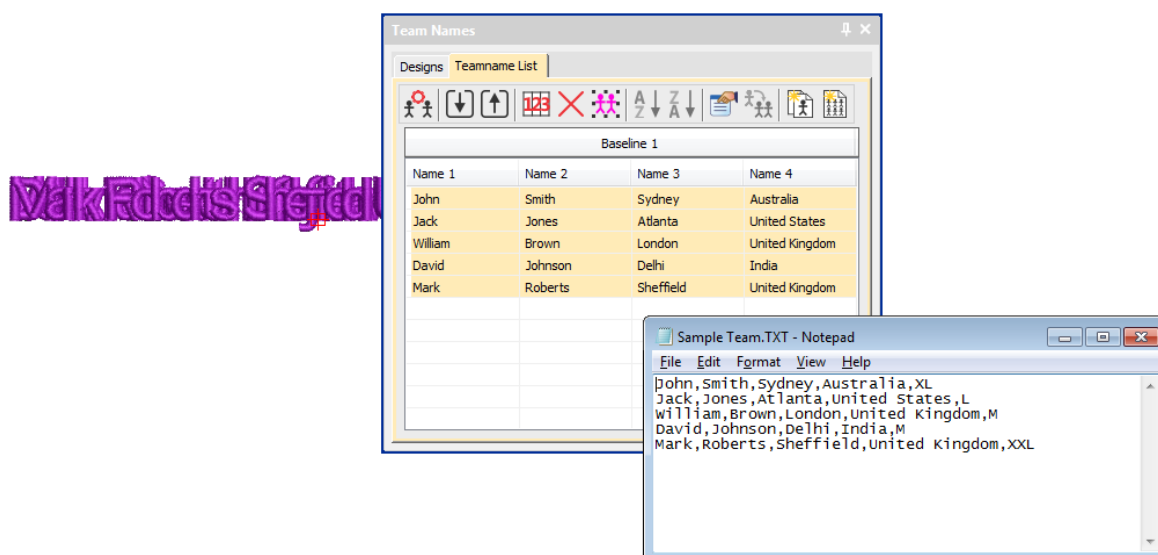 Team Names
Designs Teamname List
123 A Z Z A
Baseline 1
Name 1 Name 2 Name 3 Name 4
John Smith Sydney Australia
Jack Jones Atlanta United States
William Brown London United Kingdom
David Johnson Delhi India
Mark Roberts Sheffield United Kingdom
Sample Team.TXT - Notepad
File Edit Format View Help
John,Smith,Sydney,Australia,XL
Jack,Jones,Atlanta,United States,L
William,Brown,London,United Kingdom,M
David,Johnson,Delhi,India,M
Mark,Roberts,Sheffield,United Kingdom,XXL